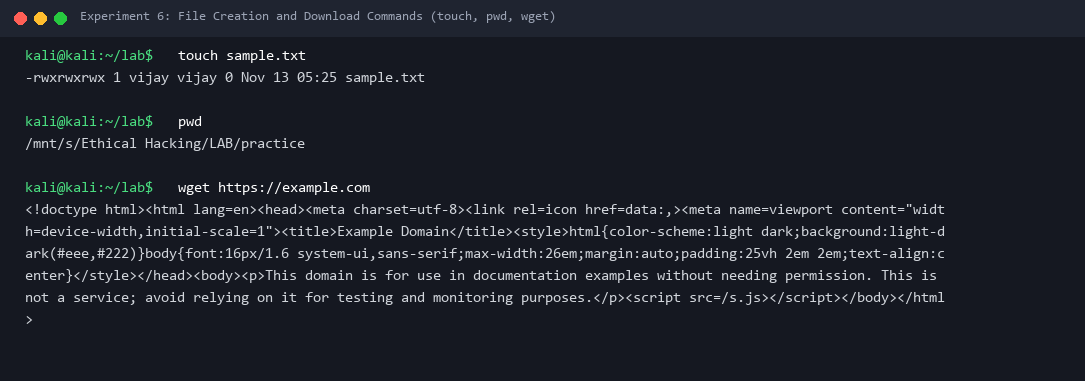 Experiment 6: File Creation and Download Commands (touch, pwd, wget)
kali@kali:~/lab$ touch sample.txt
-rwxrwxrwx 1 vijay vijay 0 Nov 13 05:25 sample.txt
kali@kali:~/lab$ pwd
/mnt/s/Ethical Hacking/LAB/practice
kali@kali:~/lab$ wget https://example.com
<!doctype html><html lang=en><head><meta charset=utf-8><link rel=icon href=data:,><meta name=viewport content="widt
h=device-width,initial-scale=1"><title>Example Domain</title><style>html{color-scheme:light dark;background:light-d
ark(#eee,#222)}body{font:16px/1.6 system-ui,sans-serif;max-width:26em;margin:auto;padding:25vh 2em 2em;text-align:c
enter}</style></head><body><p>This domain is for use in documentation examples without needing permission. This is
not a service; avoid relying on it for testing and monitoring purposes.</p><script src=/s.js></script></body></html
>